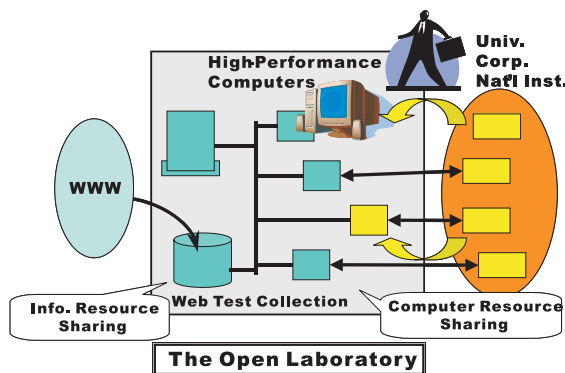 High-Performance
Computers
Univ.
Corp.
Nat'l Inst.
WWW
Web Test Collection
Info. Resource
Sharing
Computer Resource
Sharing
The Open Laboratory